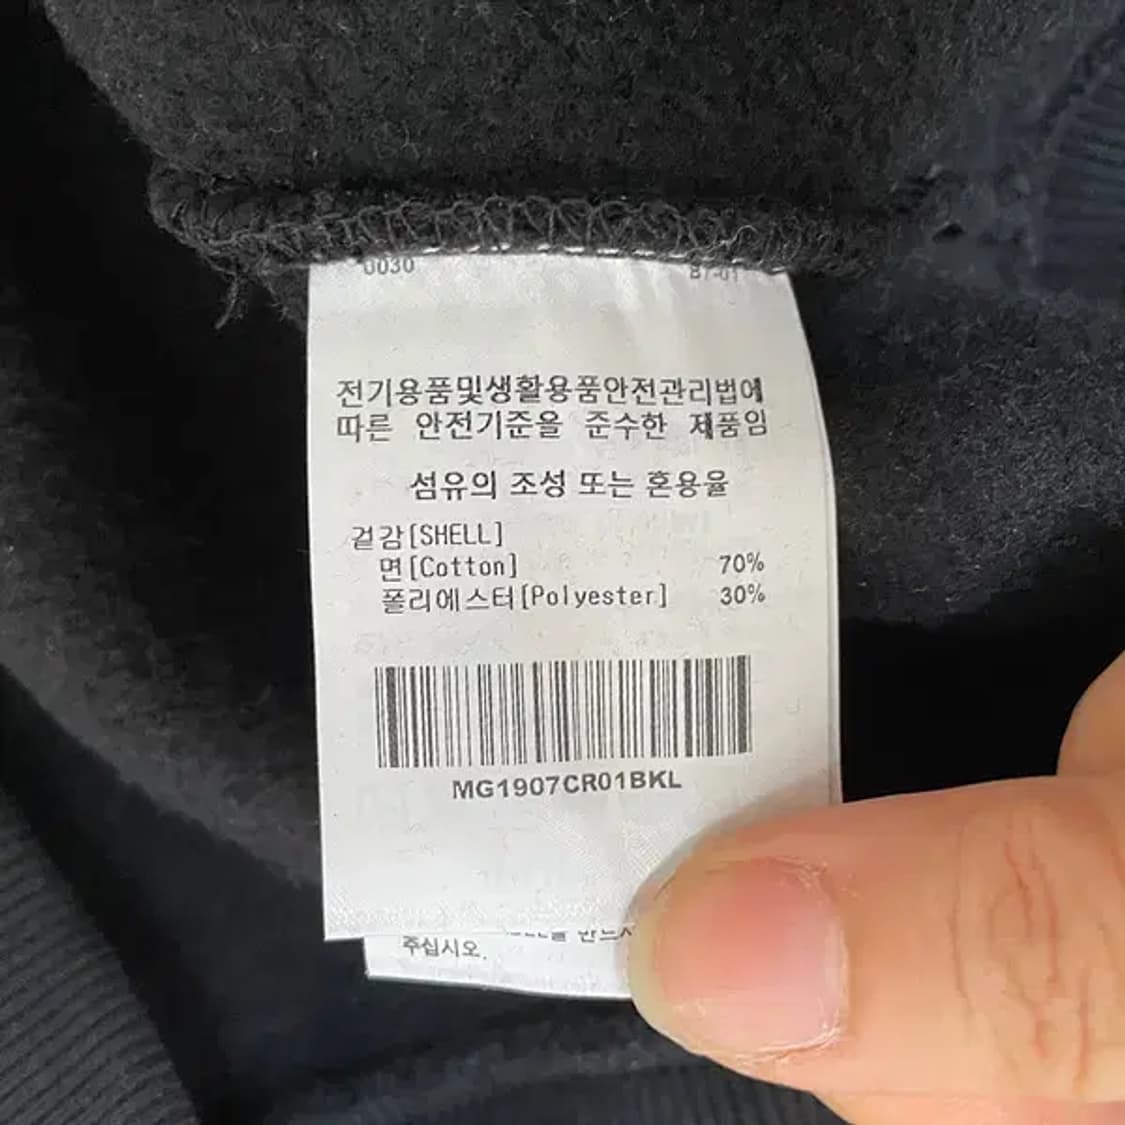 0030
전기용품및생활용품안전관리법에
따른 안전기준을 준수한 제품임
섬유의 조성 또는 혼용율
겉감[SHELL]
면[Cotton] 70%
폴리에스터[Polyester] 30%
MG1907CR01BKL
주십시오.